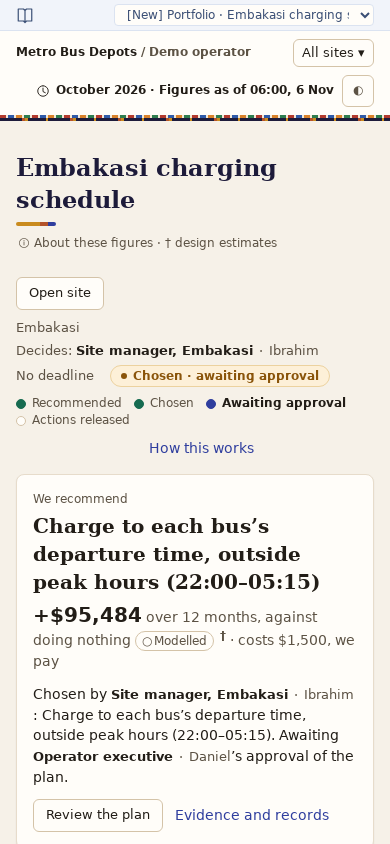 [New] Portfolio · Embakasi charging s
Metro Bus Depots / Demo operator
All sites ▾
October 2026 · Figures as of 06:00, 6 Nov
Embakasi charging
schedule
About these figures · † design estimates
Open site
Embakasi
Decides: Site manager, Embakasi · Ibrahim
No deadline
Chosen · awaiting approval
Recommended
Chosen
Awaiting approval
Actions released
How this works
We recommend
Charge to each bus’s
departure time, outside
peak hours (22:00–05:15)
+$95,484 over 12 months, against
doing nothing Modelled † · costs $1,500, we
pay
Chosen by Site manager, Embakasi · Ibrahim
: Charge to each bus’s departure time,
outside peak hours (22:00–05:15). Awaiting
Operator executive · Daniel’s approval of the
plan.
Review the plan
Evidence and records